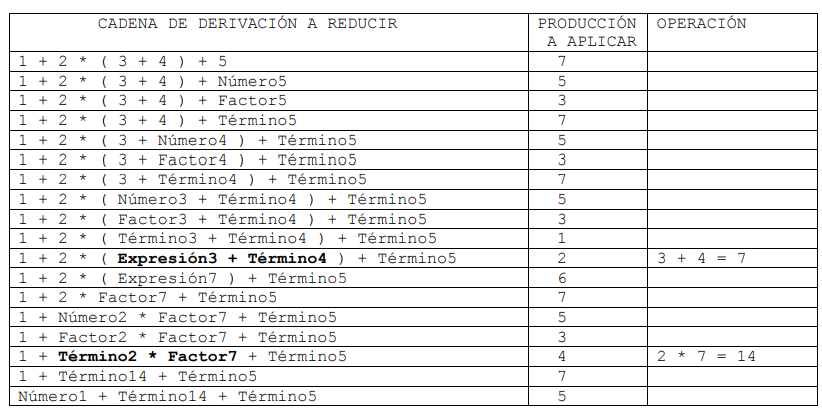 CADENA DE DERIVACIÓN A REDUCIR PRODUCCIÓN A APLICAR OPERACIÓN
1 + 2 * ( 3 + 4 ) + 5 7
1 + 2 * ( 3 + 4 ) + Número5 5
1 + 2 * ( 3 + 4 ) + Factor5 3
1 + 2 * ( 3 + 4 ) + Término5 7
1 + 2 * ( 3 + Número4 ) + Término5 5
1 + 2 * ( 3 + Factor4 ) + Término5 3
1 + 2 * ( 3 + Término4 ) + Término5 7
1 + 2 * ( Número3 + Término4 ) + Término5 5
1 + 2 * ( Factor3 + Término4 ) + Término5 3
1 + 2 * ( Término3 + Término4 ) + Término5 1
1 + 2 * ( Expresión3 + Término4 ) + Término5 2 3 + 4 = 7
1 + 2 * ( Expresión7 ) + Término5 6
1 + 2 * Factor7 + Término5 7
1 + Número2 * Factor7 + Término5 5
1 + Factor2 * Factor7 + Término5 3
1 + Término2 * Factor7 + Término5 4 2 * 7 = 14
1 + Término14 + Término5 7
Número1 + Término14 + Término5 5